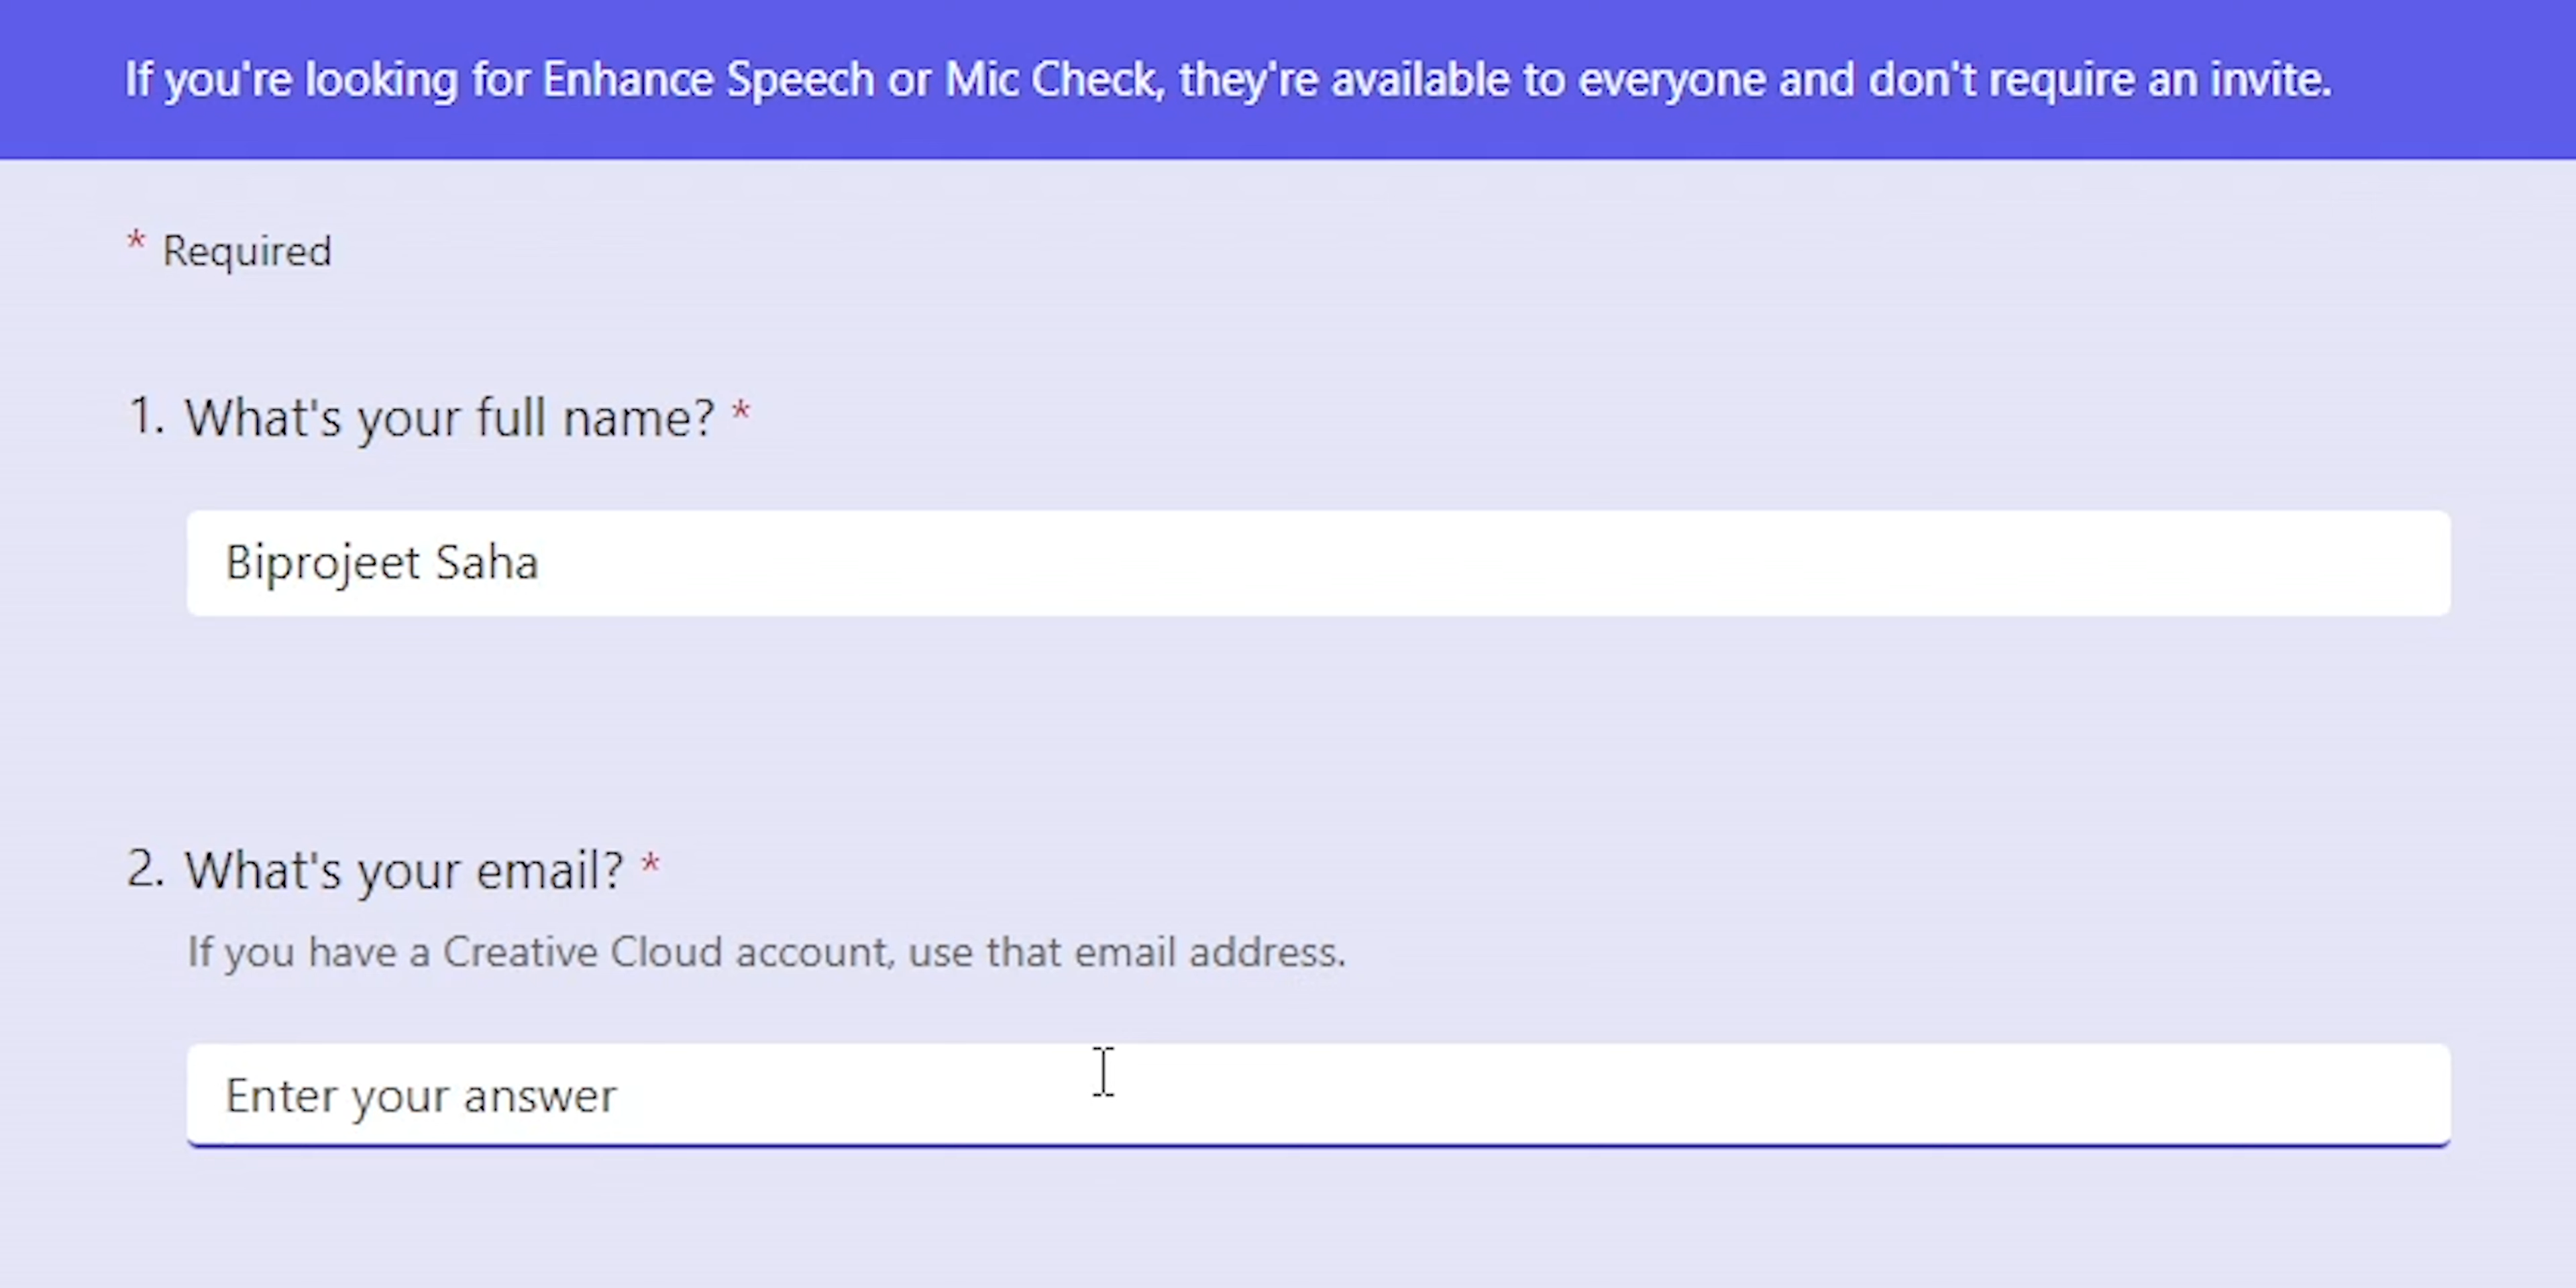 If you're looking for Enhance Speech or Mic Check, they're available to everyone and don't require an invite.
* Required
1. What's your full name? *
Biprojeet Saha
2. What's your email? *
If you have a Creative Cloud account, use that email address.
Enter your answer